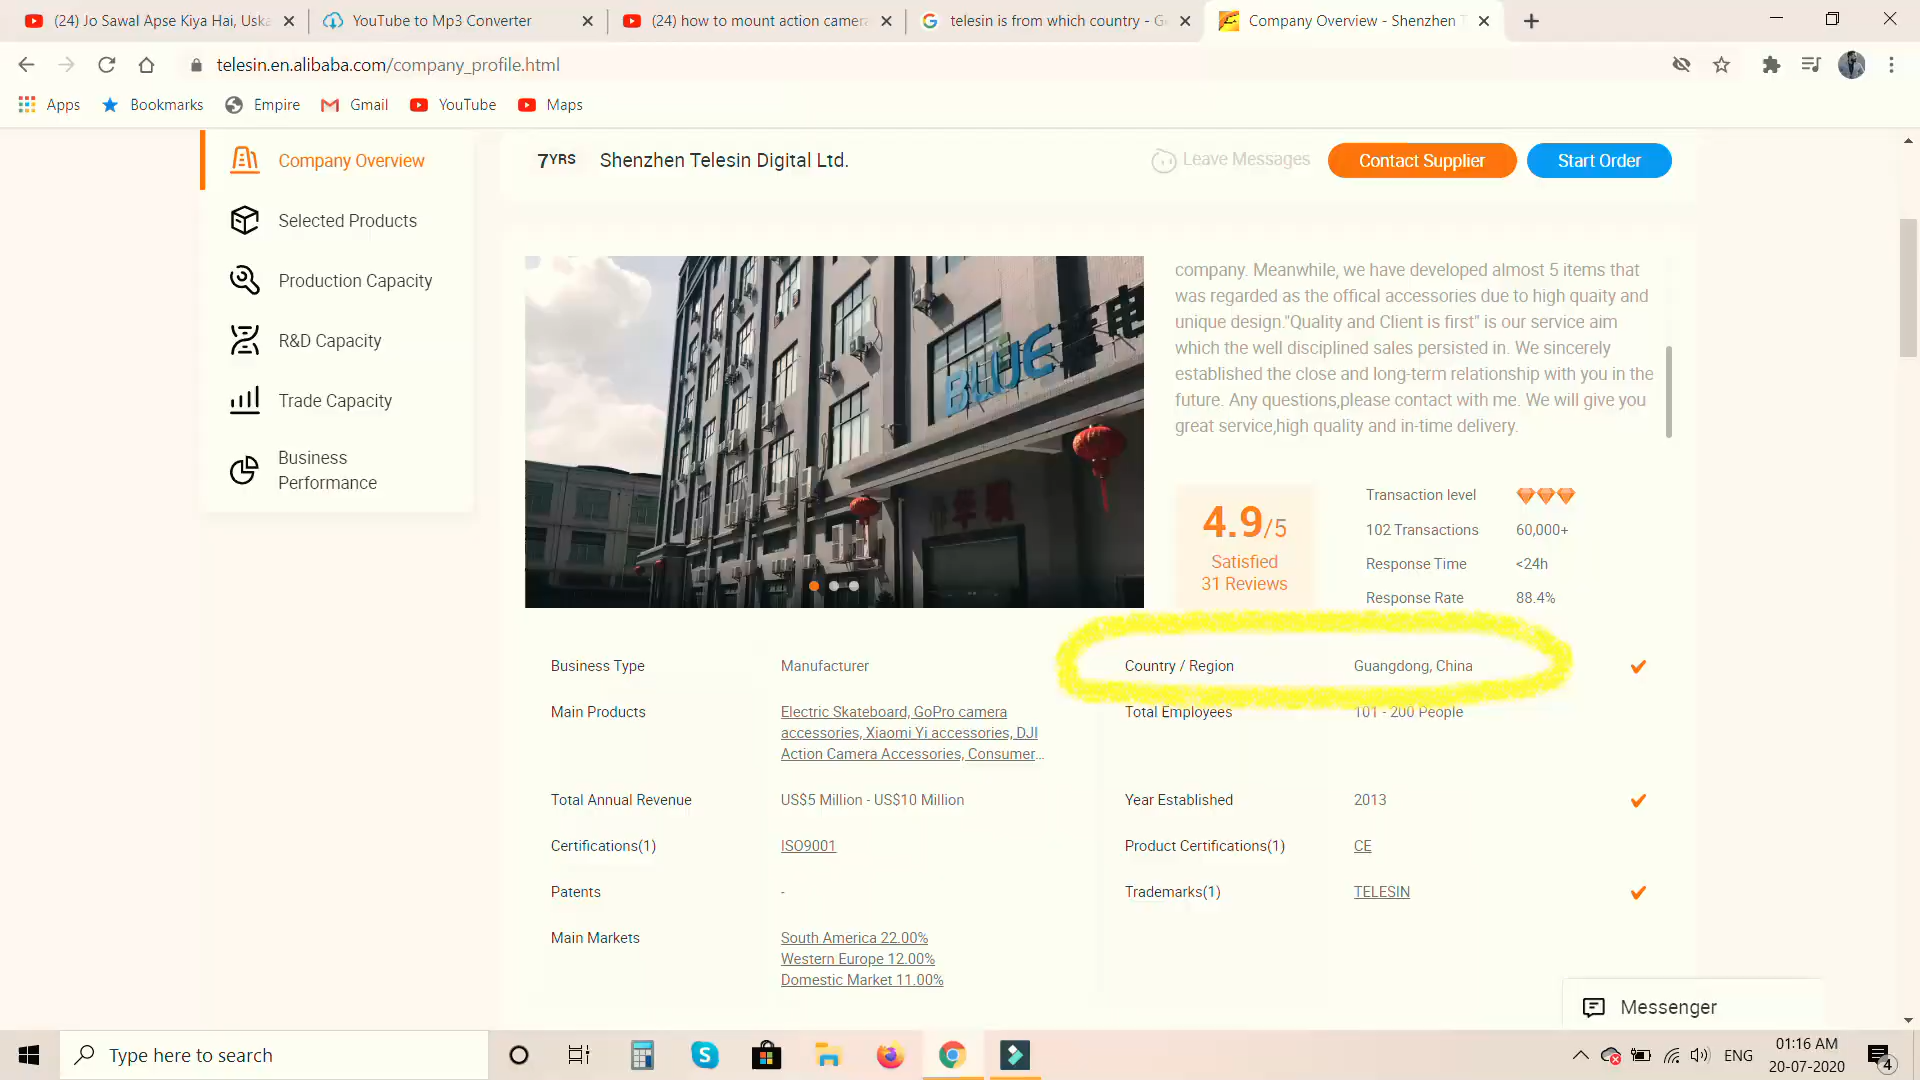 (24) Jo Sawal Apse Kiya Hai, Uska
YouTube to Mp3 Converter
(24) how to mount action camera
telesin is from which country - G
Company Overview - Shenzhen T
telesin.en.alibaba.com/company_profile.html
Apps
Bookmarks
Empire
Gmail
YouTube
Maps
Company Overview
Selected Products
Production Capacity
R&D Capacity
Trade Capacity
Business
Performance
7YRS Shenzhen Telesin Digital Ltd.
Leave Messages
Contact Supplier
Start Order
BLUE 電
华骐
company. Meanwhile, we have developed almost 5 items that
was regarded as the offical accessories due to high quaity and
unique design."Quality and Client is first" is our service aim
which the well disciplined sales persisted in. We sincerely
established the close and long-term relationship with you in the
future. Any questions,please contact with me. We will give you
great service,high quality and in-time delivery.
4.9/5
Satisfied
31 Reviews
Transaction level
102 Transactions 60,000+
Response Time <24h
Response Rate 88.4%
Business Type Manufacturer
Country / Region Guangdong, China
Main Products Electric Skateboard, GoPro camera
accessories, Xiaomi Yi accessories, DJI
Action Camera Accessories, Consumer...
Total Employees 101 - 200 People
Total Annual Revenue US$5 Million - US$10 Million
Year Established 2013
Certifications(1) ISO9001
Product Certifications(1) CE
Patents -
Trademarks(1) TELESIN
Main Markets South America 22.00%
Western Europe 12.00%
Domestic Market 11.00%
Messenger
Type here to search
ENG
01:16 AM
20-07-2020
4